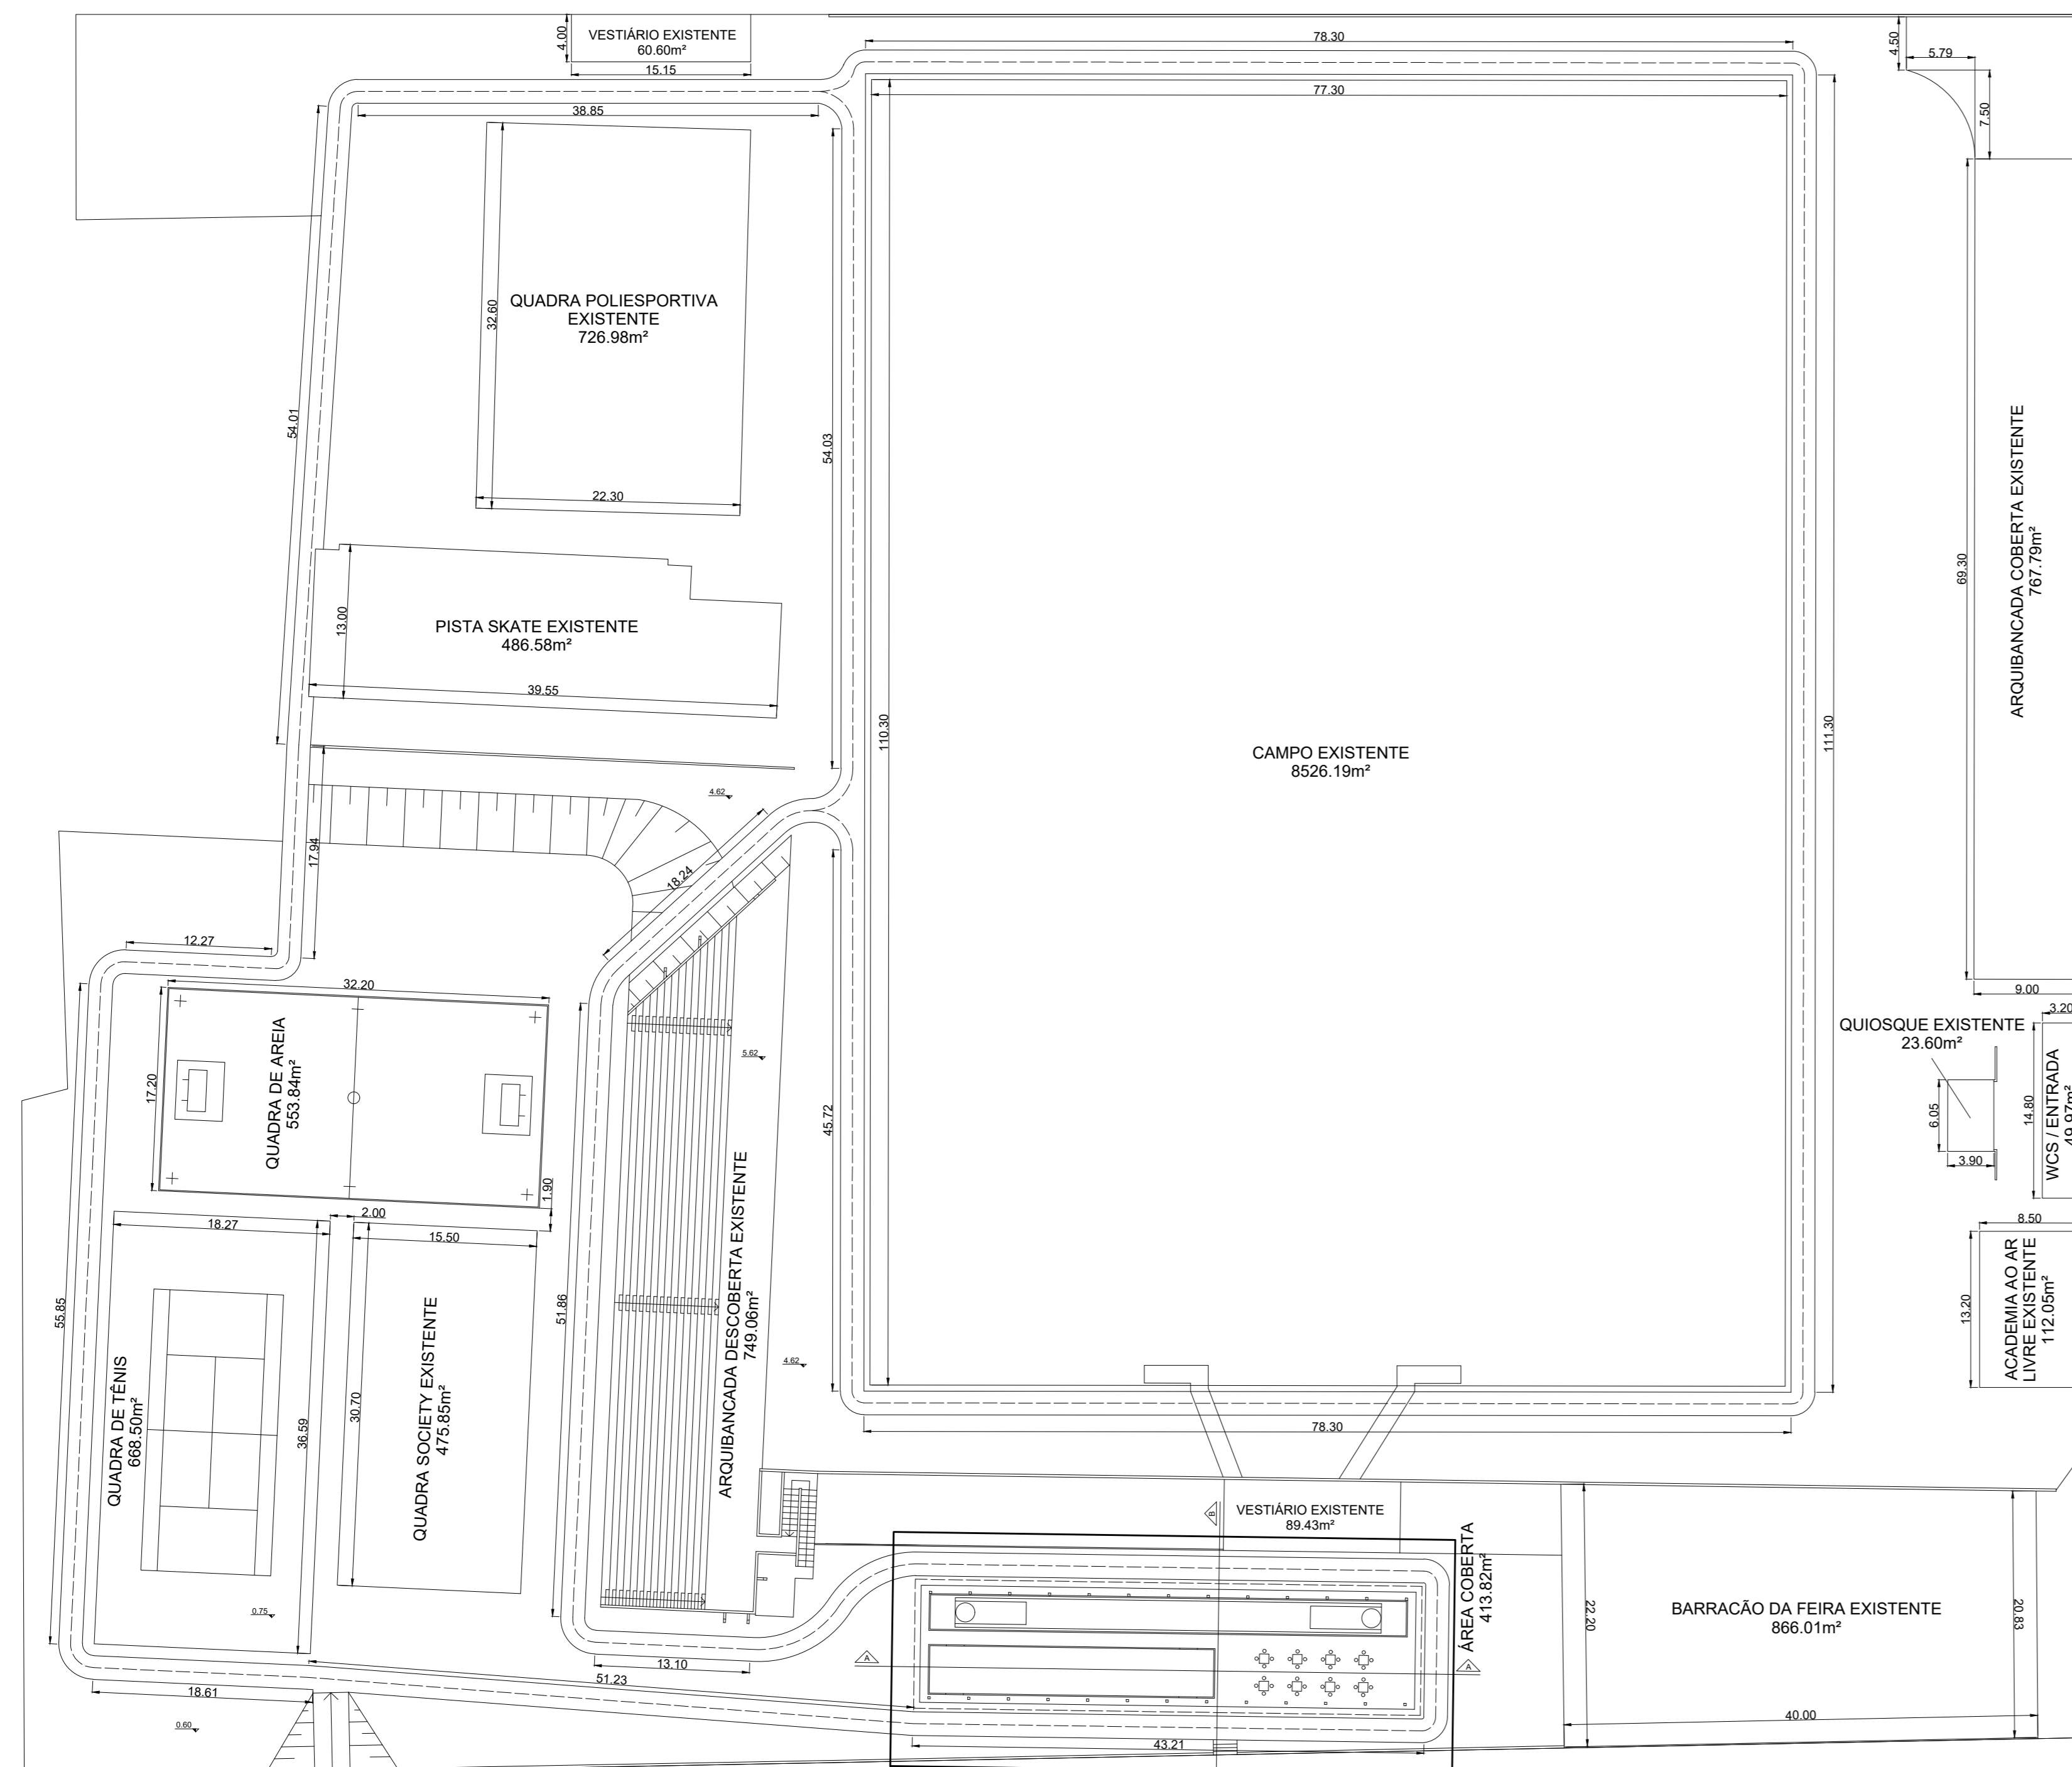 VESTIÁRIO EXISTENTE
60.60m²
4.00
15.15
78.30
77.30
4.50
5.79
7.50
38.85
QUADRA POLIESPORTIVA
EXISTENTE
726.98m²
32.60
22.30
54.01
54.03
PISTA SKATE EXISTENTE
486.58m²
13.00
39.55
110.30
111.30
CAMPO EXISTENTE
8526.19m²
69.30
ARQUIBANCADA COBERTA EXISTENTE
767.79m²
4.62
17.94
18.24
12.27
32.20
17.20
QUADRA DE AREIA
553.84m²
1.90
5.62
45.72
9.00
3.20
QUIOSQUE EXISTENTE
23.60m²
6.05
3.90
14.80
WCS / ENTRADA
49.97m²
8.50
13.20
ACADEMIA AO AR
LIVRE EXISTENTE
112.05m²
18.27
2.00
15.50
55.85
QUADRA DE TÊNIS
668.50m²
36.59
30.70
QUADRA SOCIETY EXISTENTE
475.85m²
51.86
ARQUIBANCADA DESCOBERTA EXISTENTE
749.06m²
4.62
78.30
B
VESTIÁRIO EXISTENTE
89.43m²
ÁREA COBERTA
413.82m²
22.20
BARRACÃO DA FEIRA EXISTENTE
866.01m²
20.83
0.75
A
A
13.10
51.23
18.61
0.60
43.21
40.00